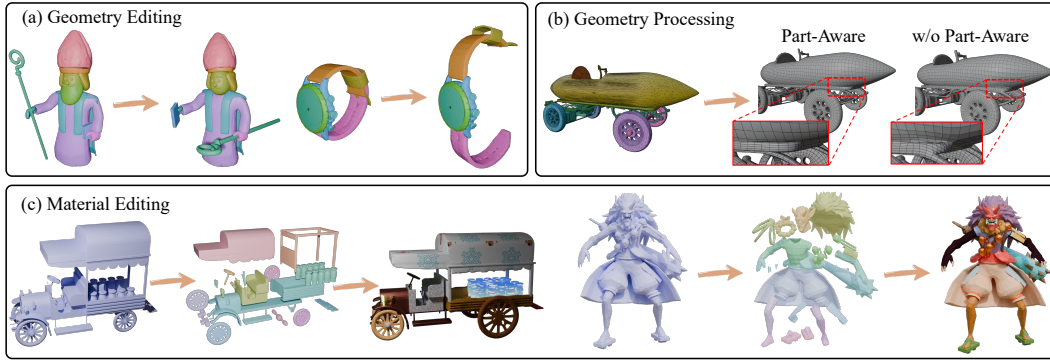 (a) Geometry Editing
(b) Geometry Processing
Part-Aware
w/o Part-Aware
(c) Material Editing